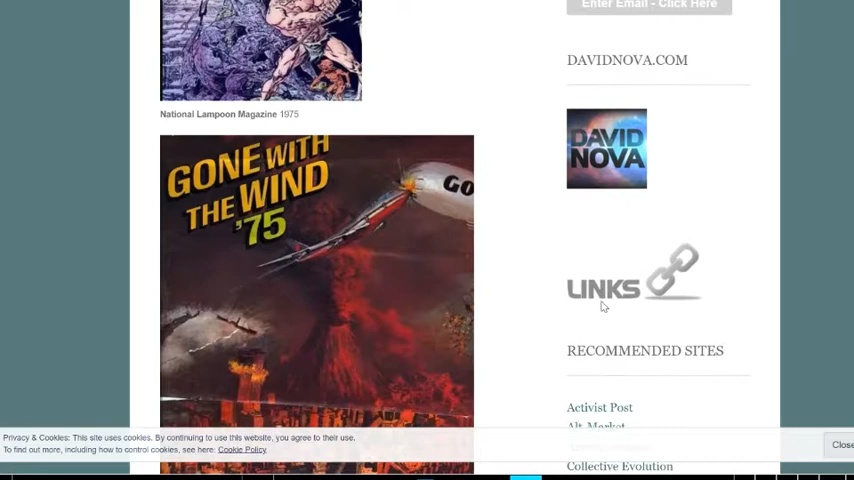 Enter Email - Click Here
DAVIDNOVA.COM
National Lampoon Magazine 1975
GONE WITH
THE WIND
'75
GO
DAVID
NOVA
LINKS
RECOMMENDED SITES
Activist Post
Alt-Market
Privacy & Cookies: This site uses cookies. By continuing to use this website, you agree to their use.
To find out more, including how to control cookies, see here: Cookie Policy
Close
Collective Evolution